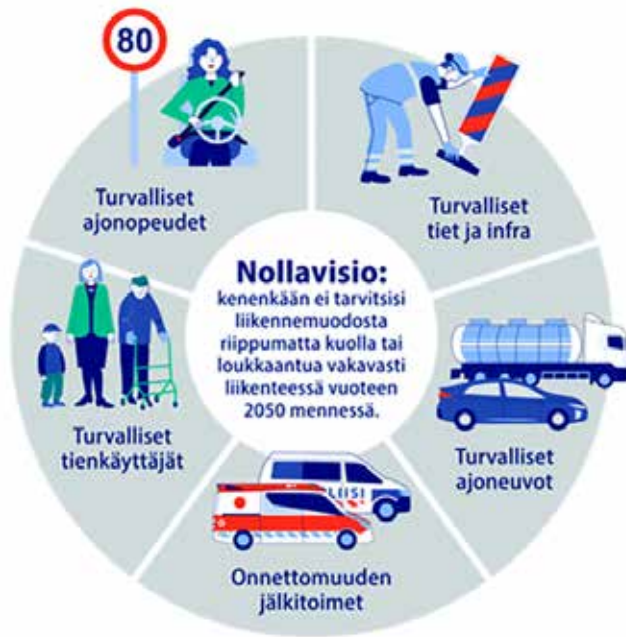 80
Turvalliset
ajonopeudet
Turvalliset
tiet ja infra
Nollavisio:
kenenkään ei tarvitsisi
liikennemuodosta
riippumatta kuolla tai
loukkaantua vakavasti
liikenteessä vuoteen
2050 mennessä.
Turvalliset
tienkäyttäjät
Turvalliset
ajoneuvot
LIISI
Onnettomuuden
jälkitoimet